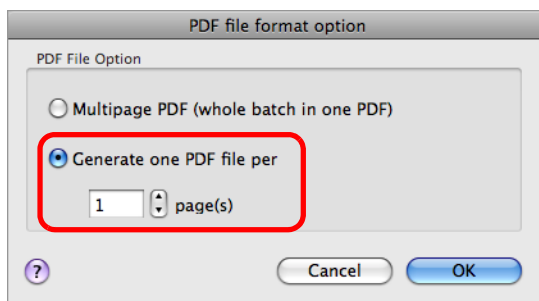 PDF file format option
PDF File Option
Multipage PDF (whole batch in one PDF)
Generate one PDF file per
1 page(s)
? Cancel OK